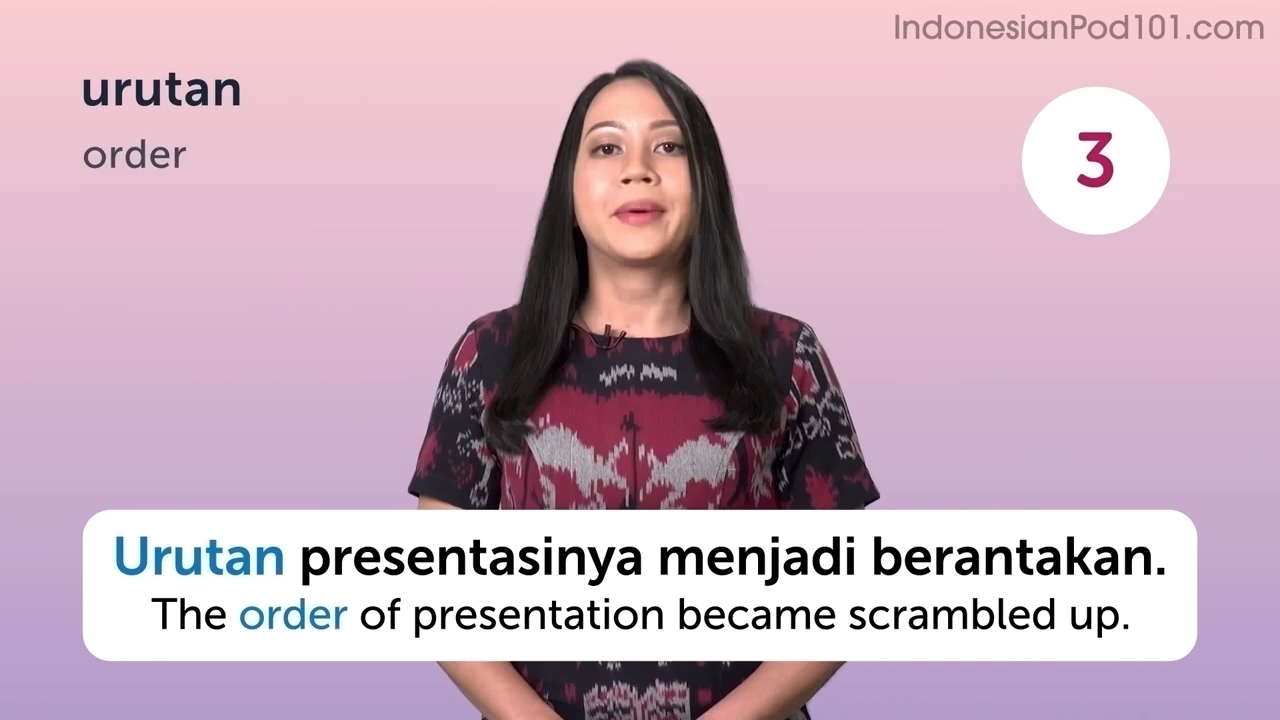 IndonesianPod101.com
urutan
order
3
Urutan presentasinya menjadi berantakan.
The order of presentation became scrambled up.